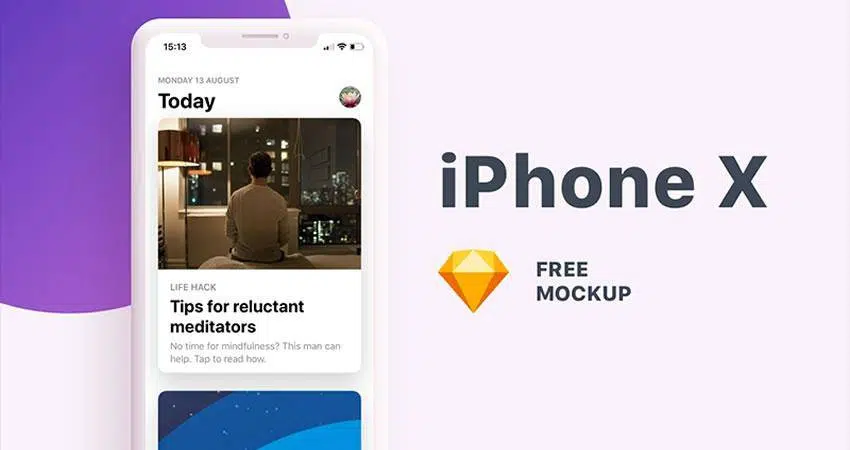 15:13
MONDAY 13 AUGUST
Today
LIFE HACK
Tips for reluctant
meditators
No time for mindfulness? This man can
help. Tap to read how.
iPhone X
FREE
MOCKUP